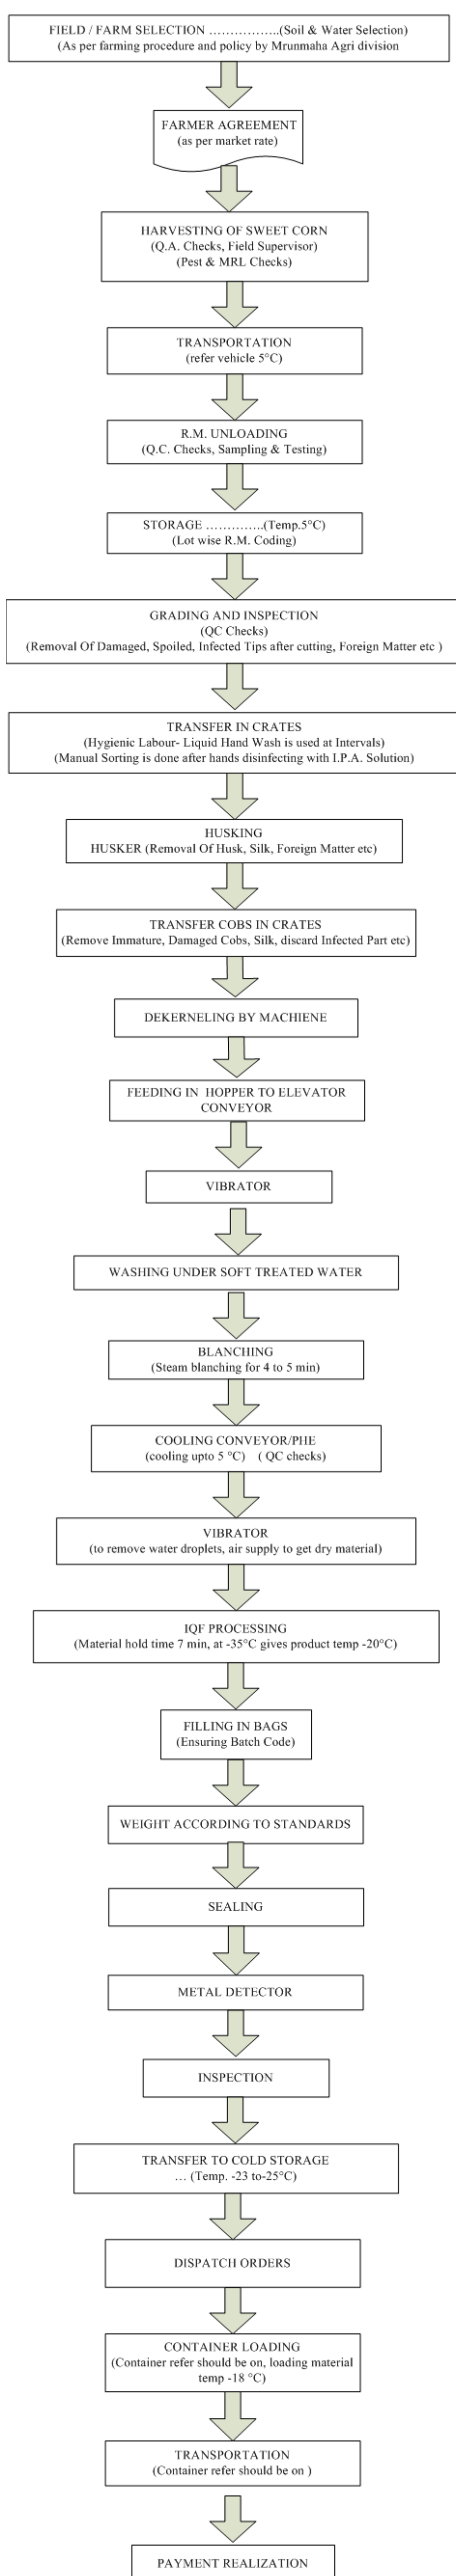 FIELD / FARM SELECTION ……………..(Soil & Water Selection)
(As per farming procedure and policy by Mrunmaha Agri division
FARMER AGREEMENT
(as per market rate)
HARVESTING OF SWEET CORN
(Q.A. Checks, Field Supervisor)
(Pest & MRL Checks)
TRANSPORTATION
(refer vehicle 5°C)
R.M. UNLOADING
(Q.C. Checks, Sampling & Testing)
STORAGE …………..(Temp.5°C)
(Lot wise R.M. Coding)
GRADING AND INSPECTION
(QC Checks)
(Removal Of Damaged, Spoiled, Infected Tips after cutting, Foreign Matter etc )
TRANSFER IN CRATES
(Hygienic Labour- Liquid Hand Wash is used at Intervals)
(Manual Sorting is done after hands disinfecting with I.P.A. Solution)
HUSKING
HUSKER (Removal Of Husk, Silk, Foreign Matter etc)
TRANSFER COBS IN CRATES
(Remove Immature, Damaged Cobs, Silk, discard Infected Part etc)
DEKERNELING BY MACHIENE
FEEDING IN  HOPPER TO ELEVATOR
CONVEYOR
VIBRATOR
WASHING UNDER SOFT TREATED WATER
BLANCHING
(Steam blanching for 4 to 5 min)
COOLING CONVEYOR/PHE
(cooling upto 5 °C)    ( QC checks)
VIBRATOR
(to remove water droplets, air supply to get dry material)
IQF PROCESSING
(Material hold time 7 min, at -35°C gives product temp -20°C)
FILLING IN BAGS
(Ensuring Batch Code)
WEIGHT ACCORDING TO STANDARDS
SEALING
METAL DETECTOR
INSPECTION
TRANSFER TO COLD STORAGE
… (Temp. -23 to-25°C)
DISPATCH ORDERS
CONTAINER LOADING
(Container refer should be on, loading material
temp -18 °C)
TRANSPORTATION
(Container refer should be on )
PAYMENT REALIZATION